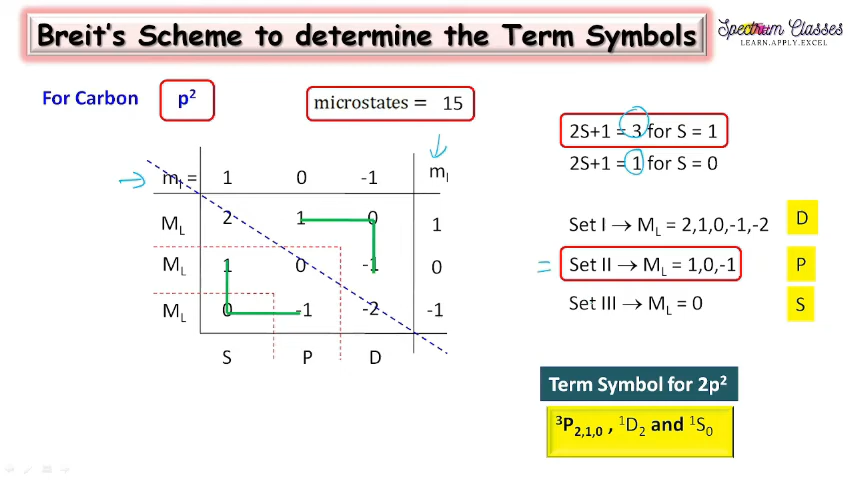 Breit's Scheme to determine the Term Symbols
Spectrum Classes
LEARN.APPLY.EXCEL
For Carbon p²
microstates = 15
mₗ = 1 0 -1 mₗ
M_L 2 1 0 1
M_L 1 0 -1 0
M_L 0 -1 -2 -1
S P D
2S+1 = 3 for S = 1
2S+1 = 1 for S = 0
Set I → M_L = 2,1,0,-1,-2 D
= Set II → M_L = 1,0,-1 P
Set III → M_L = 0 S
Term Symbol for 2p²
³P₂,₁,₀ , ¹D₂ and ¹S₀